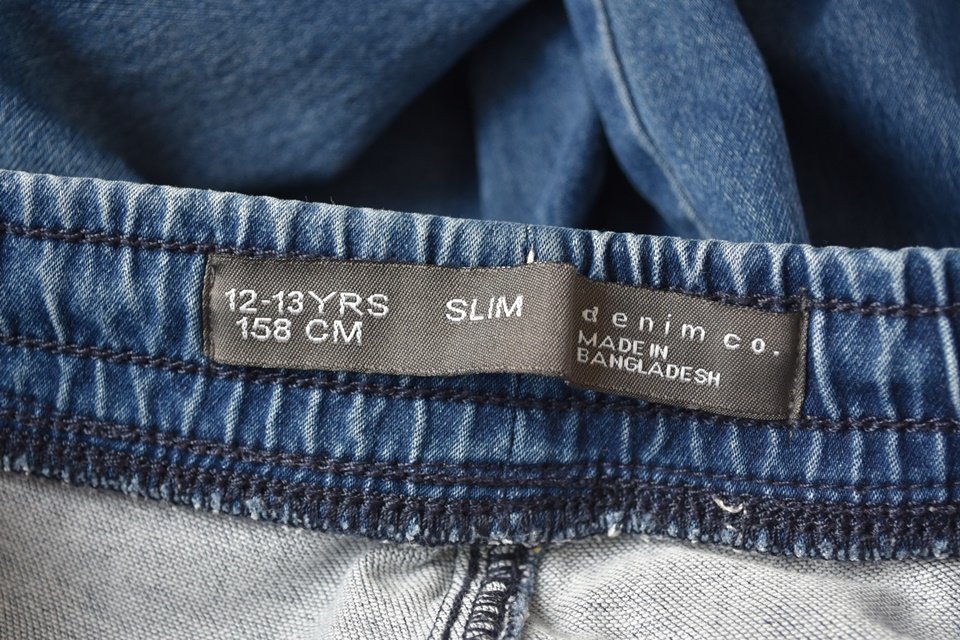 12-13YRS
158 CM
SLIM
denim co.
MADE IN
BANGLADESH